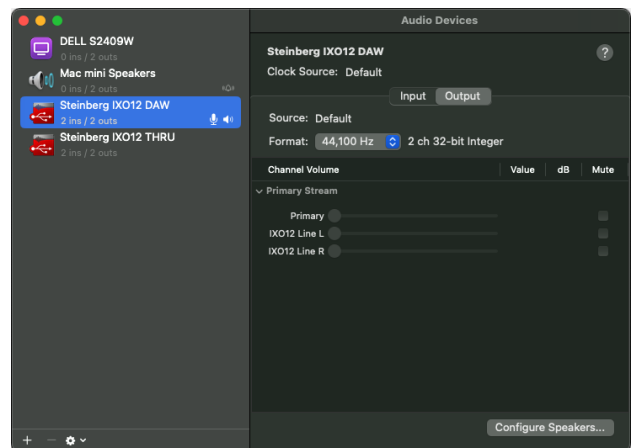 Audio Devices
DELL S2409W
0 ins / 2 outs
Mac mini Speakers
0 ins / 2 outs
Steinberg IXO12 DAW
2 ins / 2 outs
Steinberg IXO12 THRU
2 ins / 2 outs
Steinberg IXO12 DAW
?
Clock Source: Default
Input Output
Source: Default
Format: 44,100 Hz 2 ch 32-bit Integer
Channel Volume Value dB Mute
Primary Stream
Primary
IXO12 Line L
IXO12 Line R
Configure Speakers...